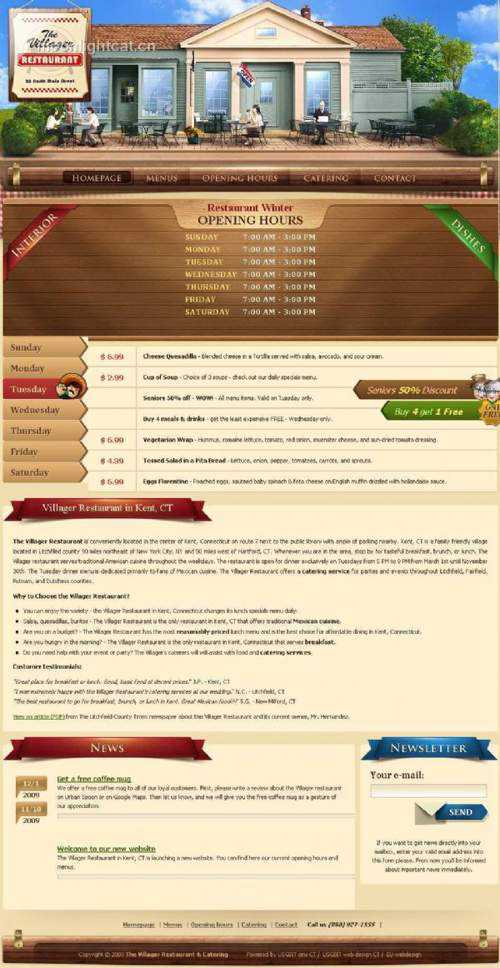 The
Villager
RESTAURANT
HOMEPAGE MENUS OPENING HOURS CATERING CONTACT
INTERIOR
Restaurant Winter
OPENING HOURS
DISHES
SUNDAY 7:00 AM - 3:00 PM
MONDAY 7:00 AM - 3:00 PM
TUESDAY 7:00 AM - 3:00 PM
WEDNESDAY 7:00 AM - 3:00 PM
THURSDAY 7:00 AM - 3:00 PM
FRIDAY 7:00 AM - 3:00 PM
SATURDAY 7:00 AM - 3:00 PM
Sunday
Monday
Tuesday
Wednesday
Thursday
Friday
Saturday
$ 6.99 Cheese Quesadilla - Blended cheese in a Tortilla served with salsa, avocado, and sour cream.
$ 2.99 Cup of Soup - Choice of 3 soups - check out our daily specials menu.
Seniors 50% off - WOW! - All menu items. Valid on Tuesday only.
Seniors 50% Discount
Buy 4 meals & drinks - get the least expensive FREE - Wednesday only.
Buy 4 get 1 Free
$ 6.99 Vegetarian Wrap - Hummus, romaine lettuce, tomato, red onion, muenster cheese, and sun-dried tomato dressing.
$ 4.99 Tossed Salad in a Pita Bread - Lettuce, onion, pepper, tomatoes, carrots, and sprouts.
$ 6.99 Eggs Florentine - Poached eggs, sauteed baby spinach & feta cheese on English muffin drizzled with hollandaise sauce.
Villager Restaurant in Kent, CT
The Villager Restaurant is conveniently located in the center of Kent, Connecticut on route 7 next to the public library with ample of parking nearby. Kent, CT is a family friendly village
located in Litchfield county 90 miles northeast of New York City, NY and 50 miles west of Hartford, CT. Whenever you are in the area, stop by for tasteful breakfast, brunch, or lunch. The
Villager restaurant serves traditional American cuisine throughout the weekdays. The restaurant is open for dinner exclusively on Tuesdays from 5 PM to 9 PM from March 1st until November
30th. The Tuesday dinner menu is dedicated primarily to fans of Mexican cuisine. The Villager Restaurant offers a catering service for parties and events throughout Litchfield, Fairfield,
Putnam, and Dutchess counties.
Why to Choose the Villager Restaurant?
You can enjoy the variety - the Villager Restaurant in Kent, Connecticut changes its lunch specials menu daily.
Salsa, quesadillas, burritos - The Villager Restaurant is the only restaurant in Kent, CT that offers traditional Mexican cuisine.
Are you on a budget? - The Villager Restaurant has the most reasonably priced lunch menu and is the best choice for affordable dining in Kent, Connecticut.
Are you hungry in the morning? - The Villager Restaurant is the only restaurant in Kent, Connecticut that serves breakfast.
Do you need help with your event or party? The Villager's caterers will assist with food and catering services.
Customer testimonials:
"Great place for breakfast or lunch. Good, basic food at decent prices." B.P. - Kent, CT
"I was extremely happy with the Villager Restaurant's catering services at our wedding." N.C. - Litchfield, CT
"The best restaurant to go for breakfast, brunch, or lunch in Kent. Great Mexican food!!!" S.G. - New Milford, CT
View an article (PDF) from The Litchfield County Times newspaper about the Villager Restaurant and its current owner, Mr. Hernandez.
NEWS
12/1
2009
Get a free coffee mug
We offer a free coffee mug to all of our loyal customers. First, please write a review about the Villager restaurant
on Urban Spoon or on Google Maps. Then let us know, and we will give you the free coffee mug as a gesture of
our appreciation.
11/10
2009
Welcome to our new website
The Villager Restaurant in Kent, CT is launching a new website. You can find here our current opening hours and
menus.
NEWSLETTER
Your e-mail:
SEND
If you want to get news directly into your
mailbox, enter your valid email address into
this form please. From now you'll be informed
about important news immediately.
Homepage | Menus | Opening hours | Catering | Contact Call us (860) 927-1555 |
Copyright © 2009 The Villager Restaurant & Catering